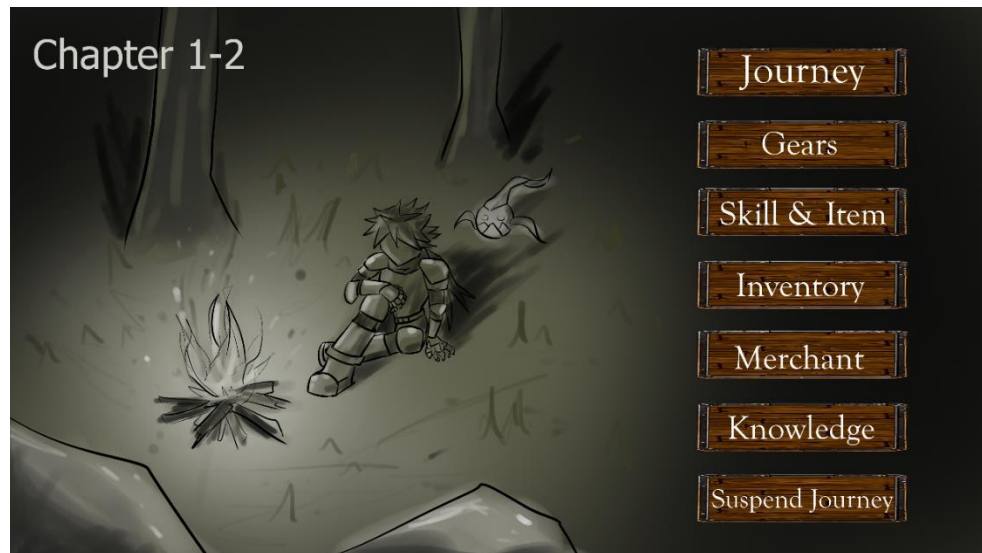 Chapter 1-2
Journey
Gears
Skill & Item
Inventory
Merchant
Knowledge
Suspend Journey